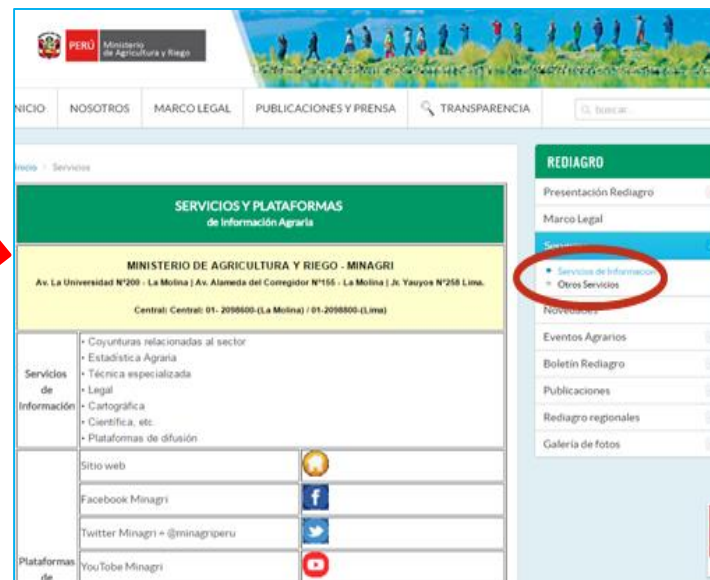 PERÚ
Ministerio
de Agricultura y Riego
NICIO
NOSOTROS
MARCO LEGAL
PUBLICACIONES Y PRENSA
TRANSPARENCIA
buscar...
Inicio
Servicios
SERVICIOS Y PLATAFORMAS
de Información Agraria
MINISTERIO DE AGRICULTURA Y RIEGO - MINAGRI
Av. La Universidad N°200 - La Molina | Av. Alameda del Corregidor N°155 - La Molina | Jr. Yauyos N°258 Lima.
Central: Central: 01- 2098600-(La Molina) / 01-2098800-(Lima)
Servicios
de
Información
• Coyunturas relacionadas al sector
• Estadística Agraria
• Técnica especializada
• Legal
• Cartográfica
• Científica, etc.
• Plataformas de difusión
Plataformas
de
Sitio web
Facebook Minagri
Twitter Minagri + @minagriperu
YouTobe Minagri
REDIAGRO
Presentación Rediagro
Marco Legal
Servicios de Información
Otros Servicios
Novedades
Eventos Agrarios
Boletín Rediagro
Publicaciones
Rediagro regionales
Galería de fotos